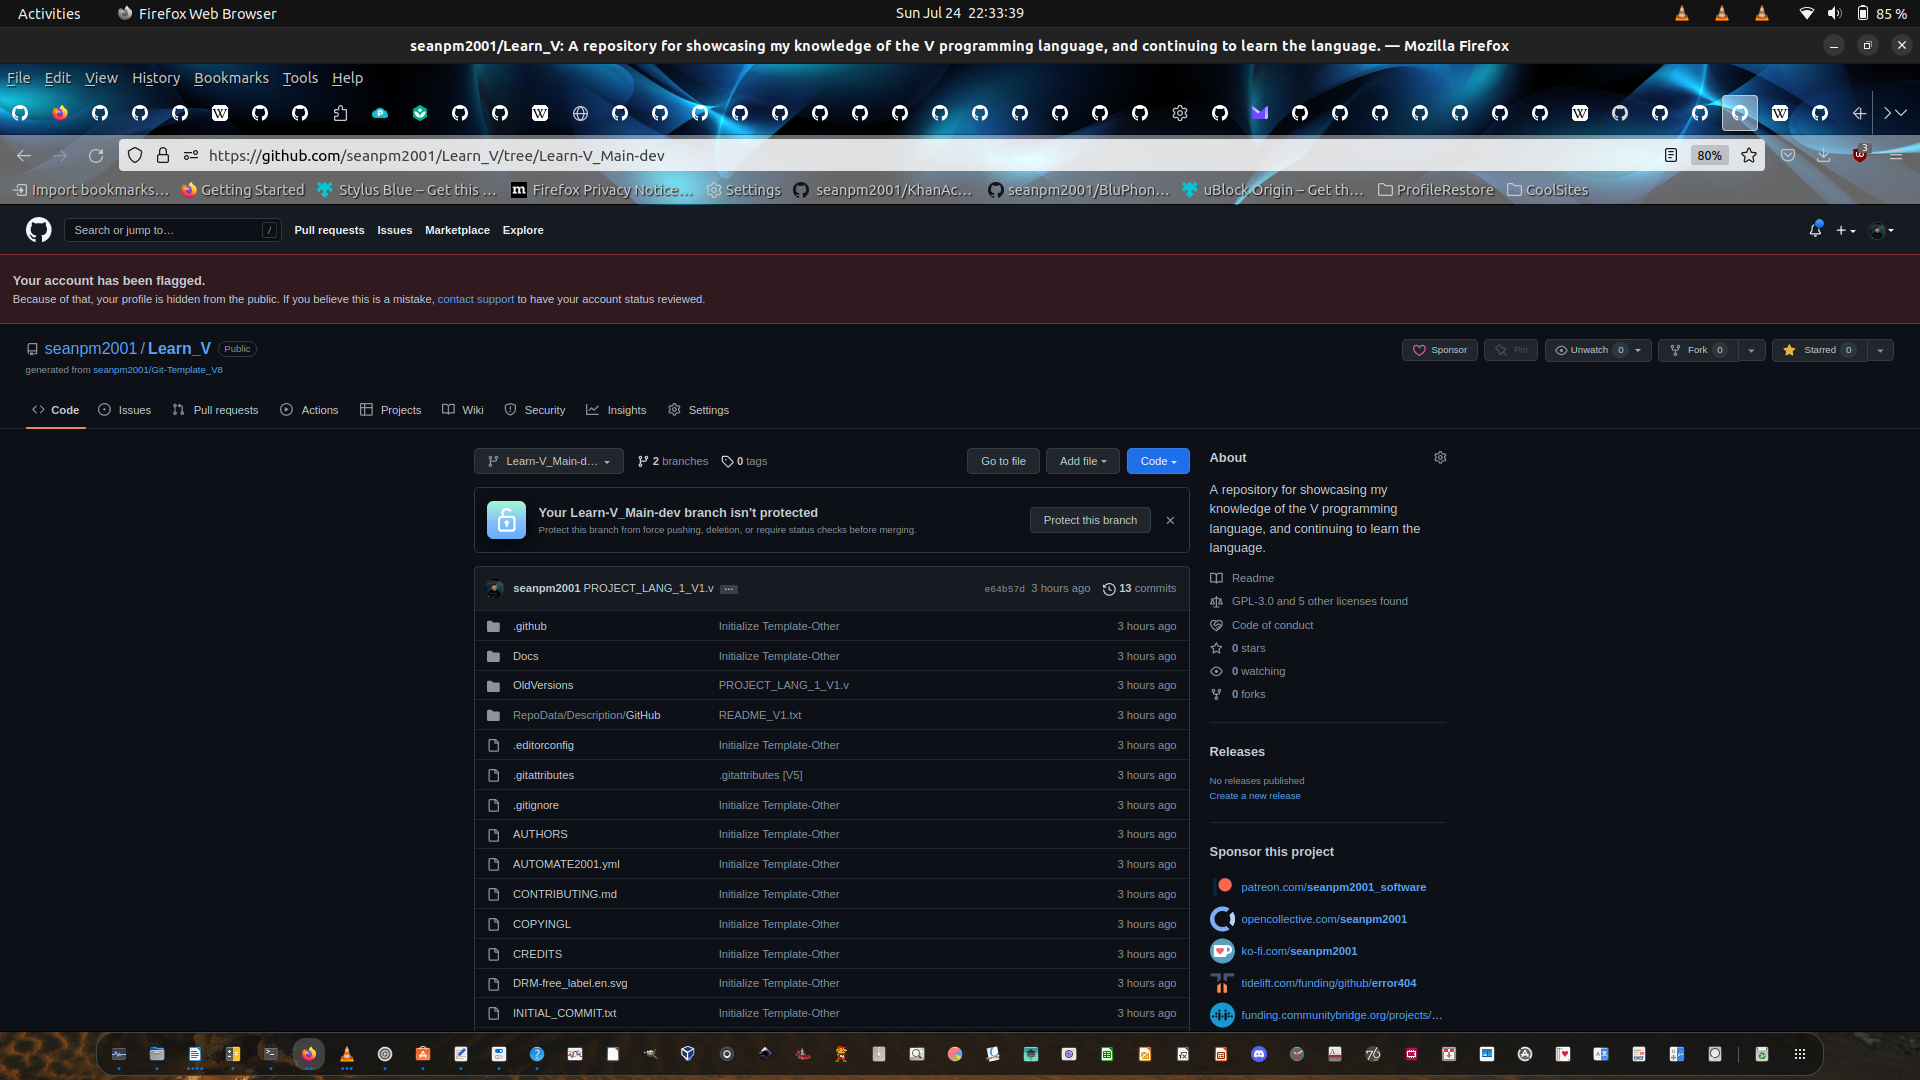 Activities Firefox Web Browser Sun Jul 24 22:33:39 85 %
seanpm2001/Learn_V: A repository for showcasing my knowledge of the V programming language, and continuing to learn the language. — Mozilla Firefox
File Edit View History Bookmarks Tools Help
https://github.com/seanpm2001/Learn_V/tree/Learn-V_Main-dev 80% 3
Import bookmarks… Getting Started Stylus Blue – Get this … Firefox Privacy Notice… Settings seanpm2001/KhanAc… seanpm2001/BluPhon… uBlock Origin – Get th… ProfileRestore CoolSites
Search or jump to… / Pull requests Issues Marketplace Explore
Your account has been flagged.
Because of that, your profile is hidden from the public. If you believe this is a mistake, contact support to have your account status reviewed.
seanpm2001 / Learn_V Public Sponsor Pin Unwatch 0 Fork 0 Starred 0
generated from seanpm2001/Git-Template_V8
Code Issues Pull requests Actions Projects Wiki Security Insights Settings
Learn-V_Main-d… 2 branches 0 tags Go to file Add file Code
Your Learn-V_Main-dev branch isn't protected
Protect this branch from force pushing, deletion, or require status checks before merging.
Protect this branch
seanpm2001 PROJECT_LANG_1_V1.v … e64b57d 3 hours ago 13 commits
.github Initialize Template-Other 3 hours ago
Docs Initialize Template-Other 3 hours ago
OldVersions PROJECT_LANG_1_V1.v 3 hours ago
RepoData/Description/GitHub README_V1.txt 3 hours ago
.editorconfig Initialize Template-Other 3 hours ago
.gitattributes .gitattributes [V5] 3 hours ago
.gitignore Initialize Template-Other 3 hours ago
AUTHORS Initialize Template-Other 3 hours ago
AUTOMATE2001.yml Initialize Template-Other 3 hours ago
CONTRIBUTING.md Initialize Template-Other 3 hours ago
COPYINGL Initialize Template-Other 3 hours ago
CREDITS Initialize Template-Other 3 hours ago
DRM-free_label.en.svg Initialize Template-Other 3 hours ago
INITIAL_COMMIT.txt Initialize Template-Other 3 hours ago
About
A repository for showcasing my
knowledge of the V programming
language, and continuing to learn the
language.
Readme
GPL-3.0 and 5 other licenses found
Code of conduct
0 stars
0 watching
0 forks
Releases
No releases published
Create a new release
Sponsor this project
patreon.com/seanpm2001_software
opencollective.com/seanpm2001
ko-fi.com/seanpm2001
tidelift.com/funding/github/error404
funding.communitybridge.org/projects/…